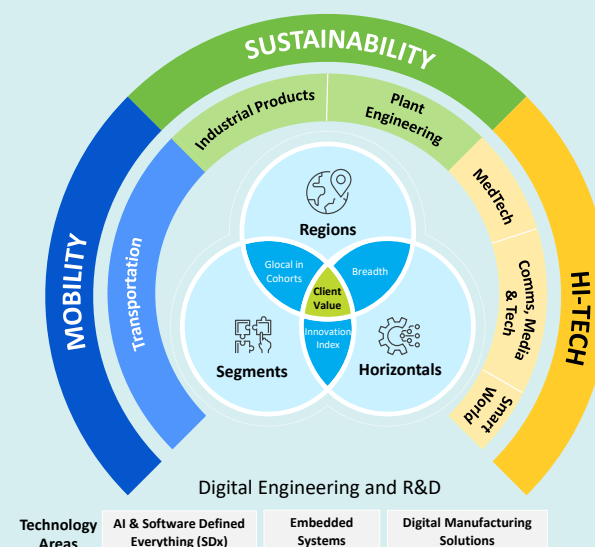 SUSTAINABILITY
Industrial Products
Plant
Engineering
MOBILITY
Transportation
MedTech
Comms, Media
& Tech
Smart
World
HI-TECH
Regions
Glocal in
Cohorts
Breadth
Client
Value
Innovation
Index
Segments
Horizontals
Digital Engineering and R&D
Technology
Areas
AI & Software Defined
Everything (SDx)
Embedded
Systems
Digital Manufacturing
Solutions